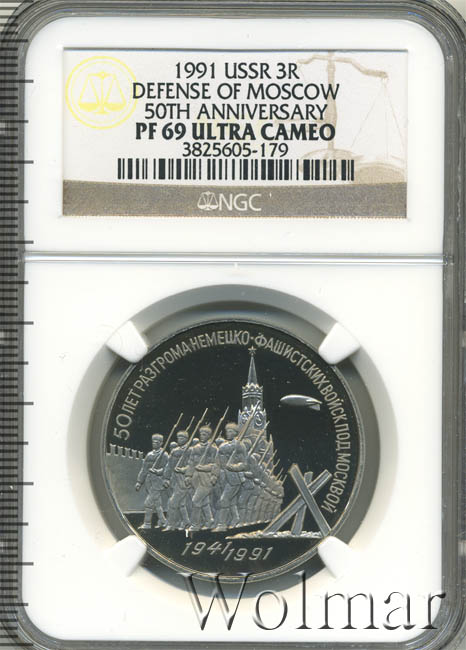 1991 USSR 3R
DEFENSE OF MOSCOW
50TH ANNIVERSARY
PF 69 ULTRA CAMEO
3825605-179
NGC
50 ЛЕТ РАЗГРОМА НЕМЕЦКО-ФАШИСТСКИХ ВОЙСК ПОД МОСКВОЙ
1941/1991
Wolmar